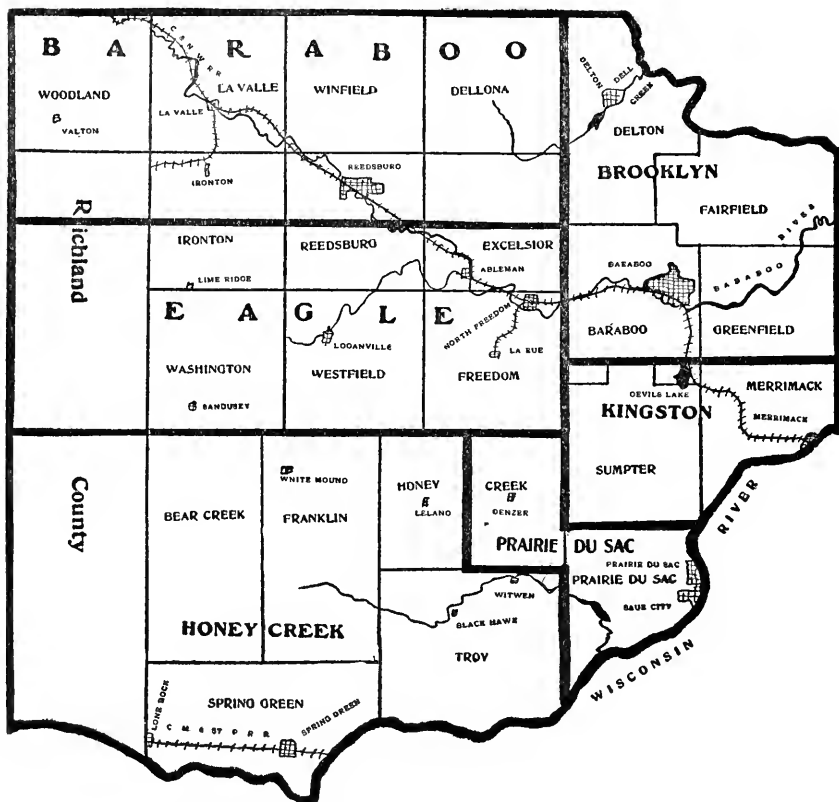 B A R A B O O
C & N W R R
WOODLAND
VALTON
LA VALLE
LA VALLE
WINFIELD
DELLONA
DELTON
DELL
CREEK
DELTON
BROOKLYN
FAIRFIELD
IRONTON
REEDSBURG
Richland
County
IRONTON
LIME RIDGE
REEDSBURG
EXCELSIOR
ABLEMAN
BARABOO
BARABOO RIVER
E A G L E
LOGANVILLE
NORTH FREEDOM
LA RUE
BARABOO
GREENFIELD
WASHINGTON
WESTFIELD
FREEDOM
SANDUSKY
DEVILS LAKE
MERRIMACK
MERRIMACK
KINGSTON
SUMPTER
WHITE MOUND
BEAR CREEK
FRANKLIN
HONEY
CREEK
LELAND
DENZER
PRAIRIE DU SAC
PRAIRIE DU SAC
PRAIRIE DU SAC
SAUK CITY
WITWEN
BLACK HAWK
TROY
HONEY CREEK
WISCONSIN RIVER
SPRING GREEN
LONE ROCK
C M & ST P R R
SPRING GREEN